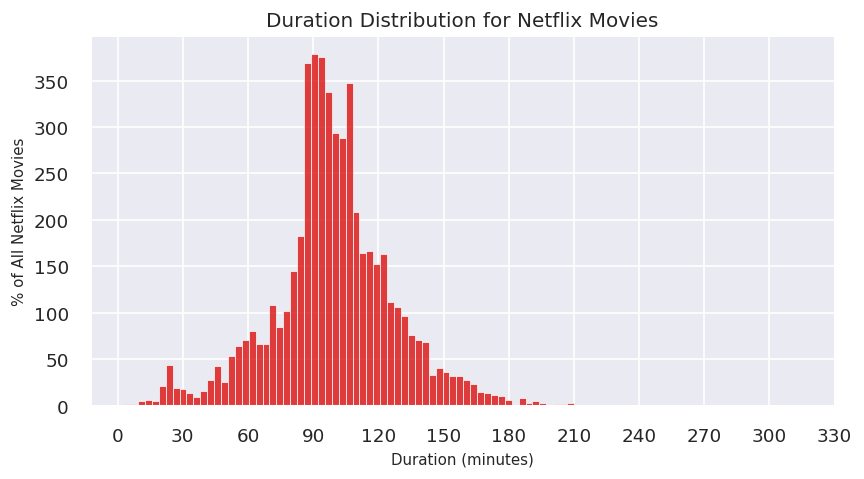 Duration Distribution for Netflix Movies
% of All Netflix Movies
350
300
250
200
150
100
50
0
0 30 60 90 120 150 180 210 240 270 300 330
Duration (minutes)